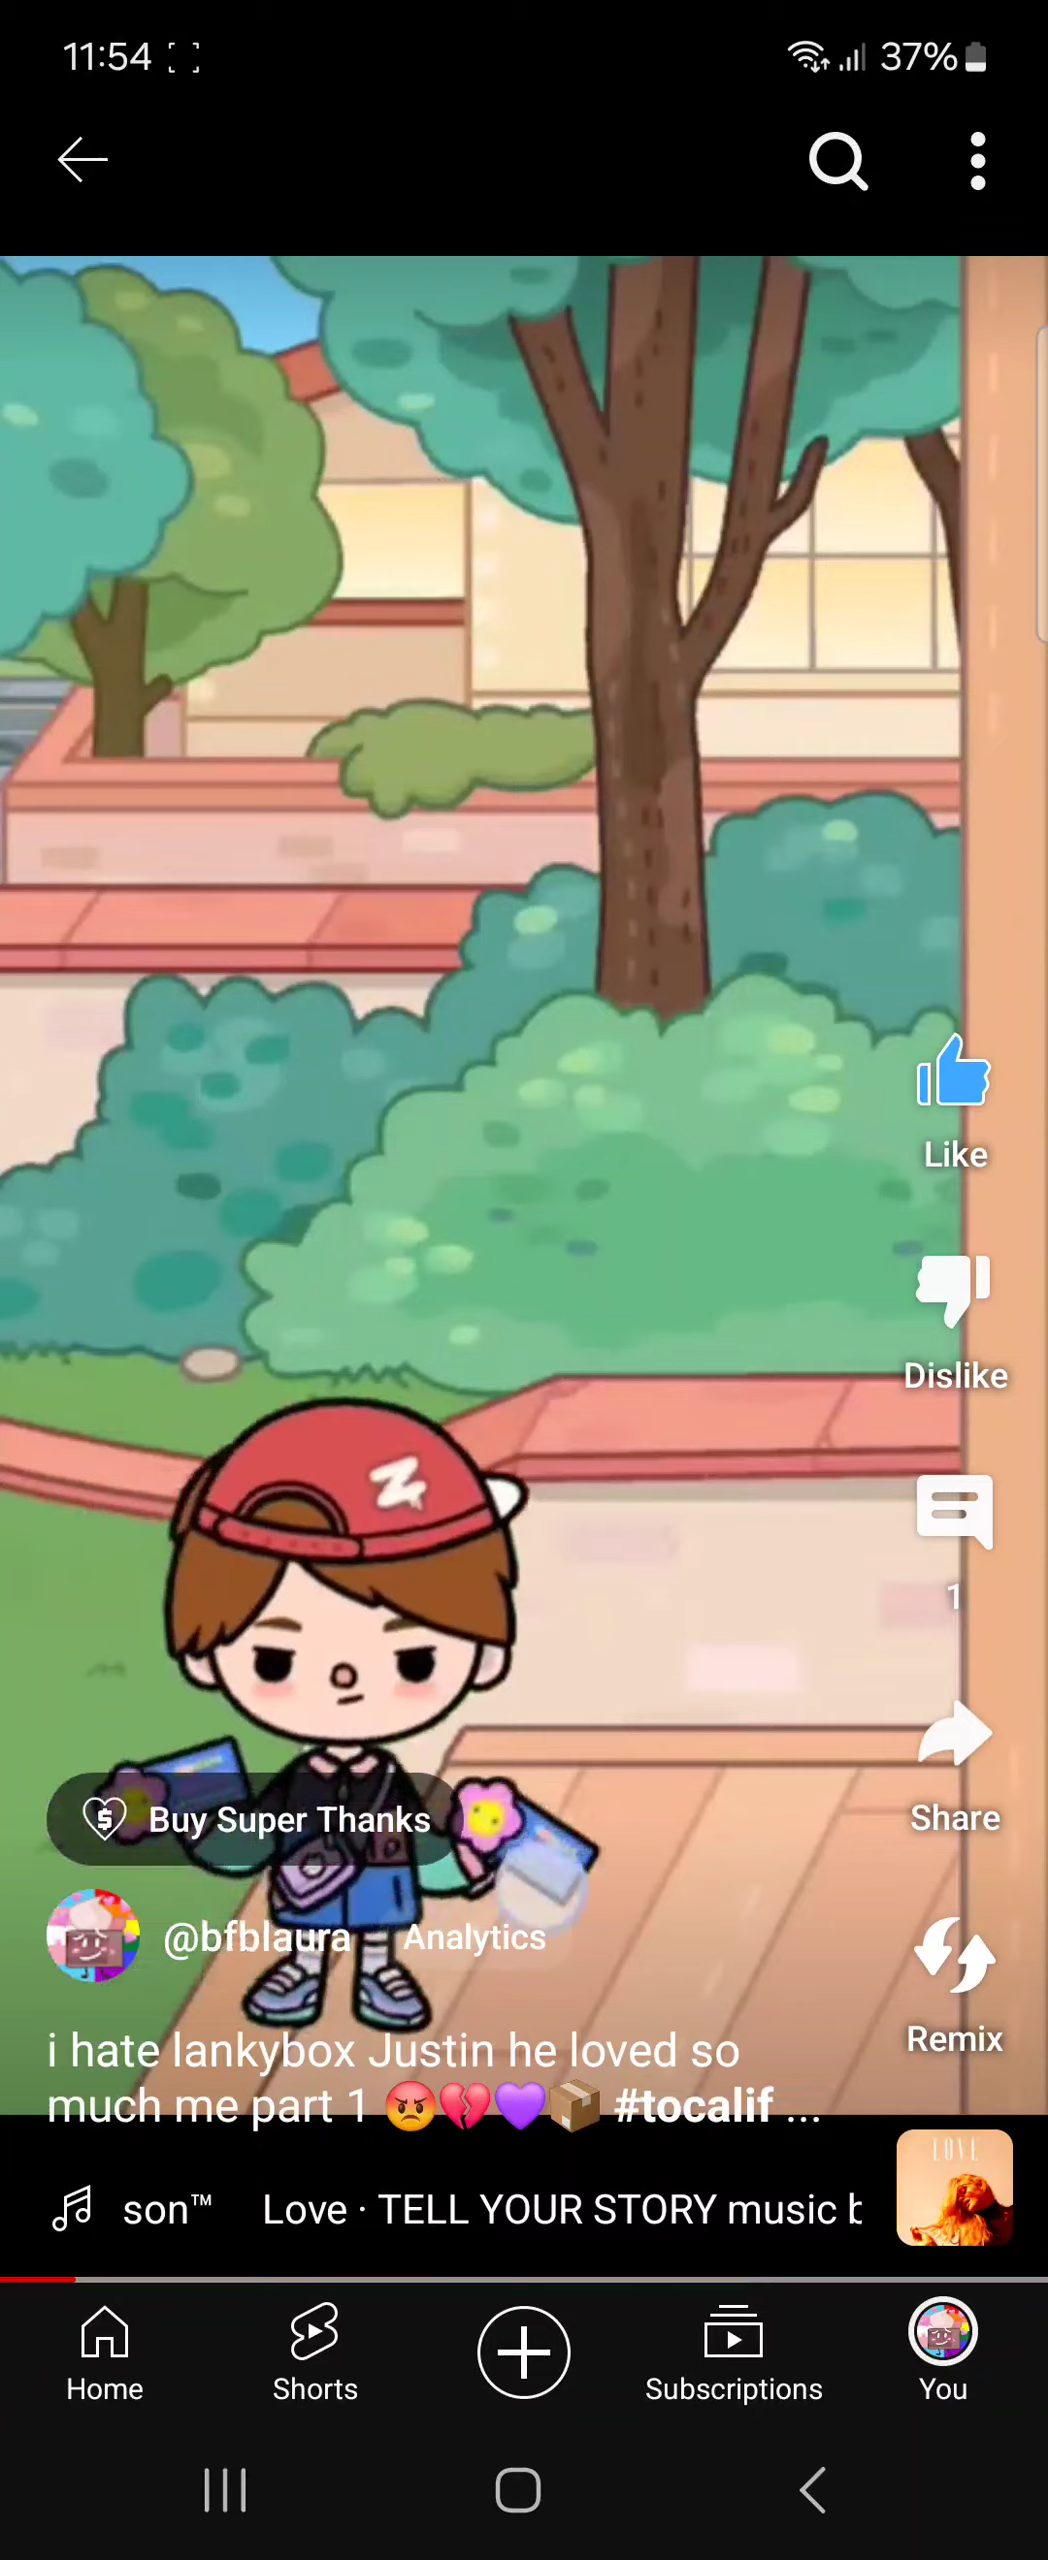 11:54
37%
Like
Dislike
1
Buy Super Thanks
Share
@bfblaura Analytics
Remix
i hate lankybox Justin he loved so
much me part 1 😡💔💜📦 #tocalif ...
LOVE
son™ Love · TELL YOUR STORY music b
Home
Shorts
Subscriptions
You